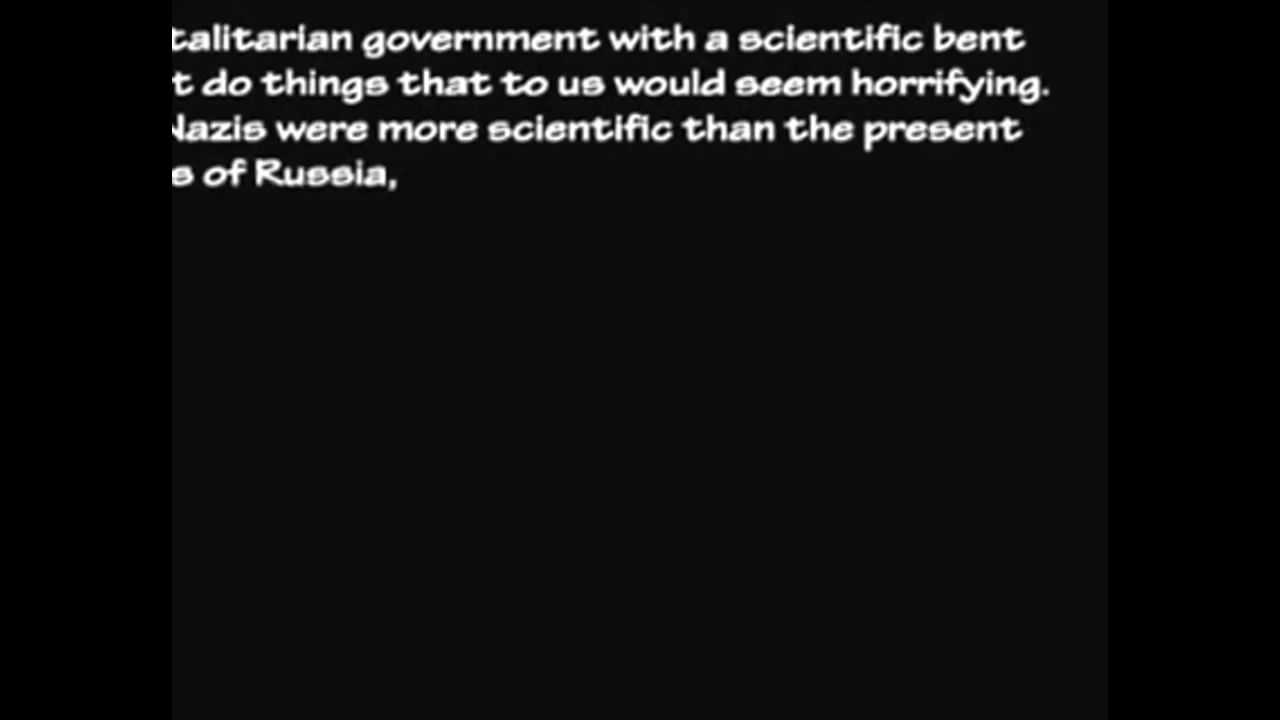 talitarian government with a scientific bent
t do things that to us would seem horrifying.
Nazis were more scientific than the present
s of Russia,